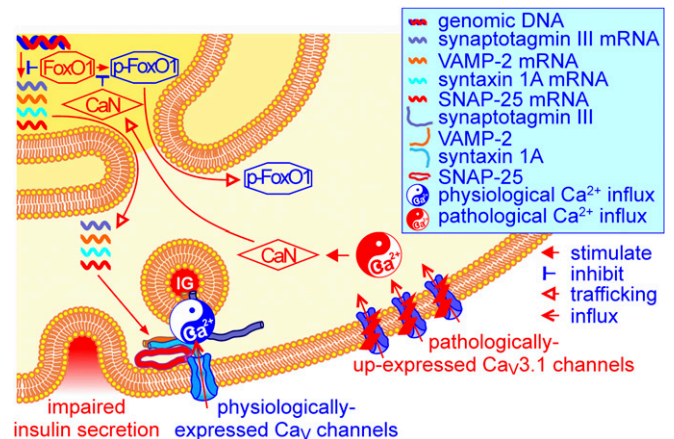 genomic DNA
synaptotagmin III mRNA
VAMP-2 mRNA
syntaxin 1A mRNA
SNAP-25 mRNA
synaptotagmin III
VAMP-2
syntaxin 1A
SNAP-25
Ca²⁺ physiological Ca²⁺ influx
Ca²⁺ pathological Ca²⁺ influx
FoxO1
p-FoxO1
CaN
p-FoxO1
CaN
Ca²⁺
IG
Ca²⁺
stimulate
inhibit
trafficking
influx
pathologically-
up-expressed CaV3.1 channels
impaired
insulin secretion
physiologically-
expressed CaV channels